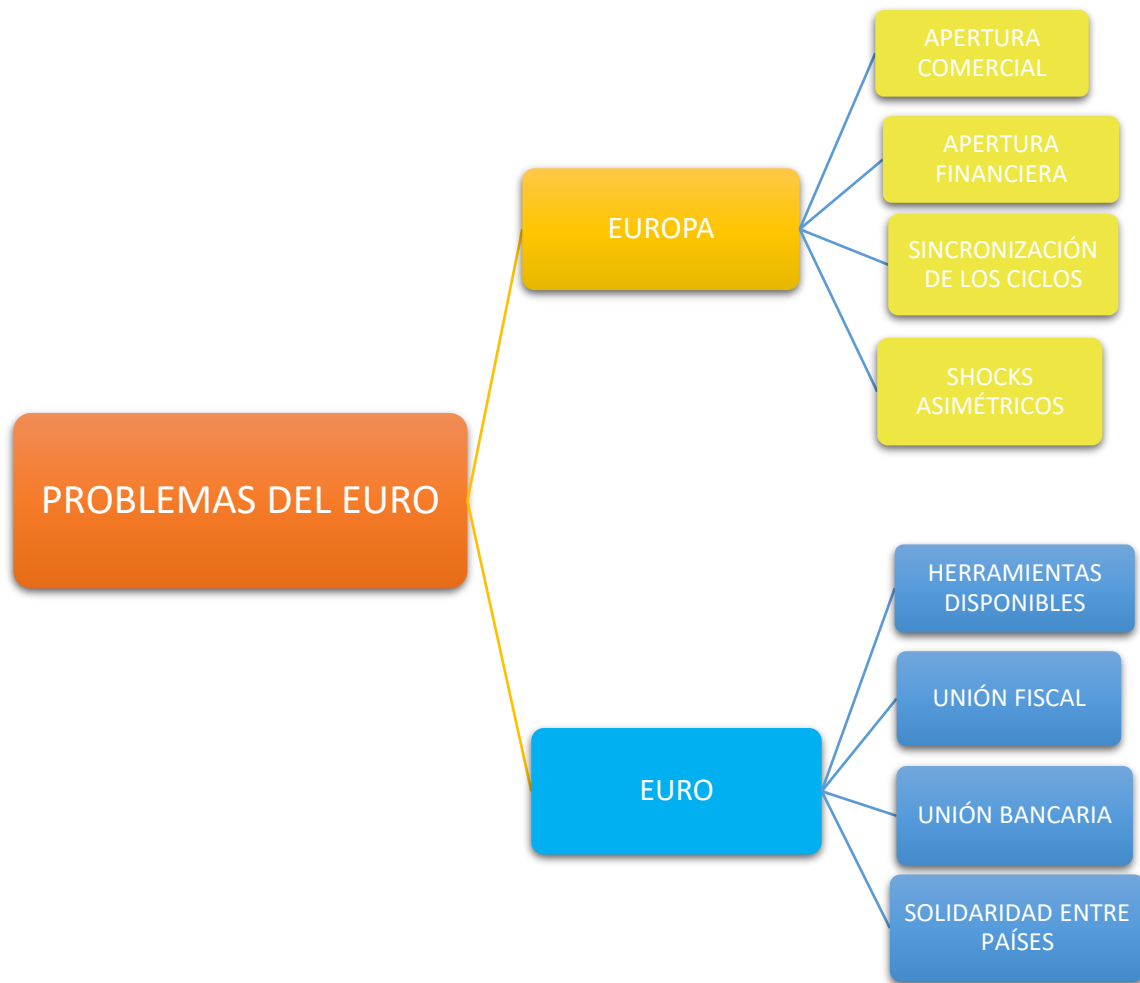 PROBLEMAS DEL EURO
EUROPA
APERTURA
COMERCIAL
APERTURA
FINANCIERA
SINCRONIZACIÓN
DE LOS CICLOS
SHOCKS
ASIMÉTRICOS
EURO
HERRAMIENTAS
DISPONIBLES
UNIÓN FISCAL
UNIÓN BANCARIA
SOLIDARIDAD ENTRE
PAÍSES